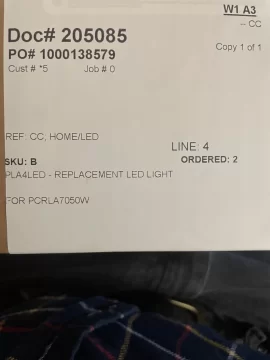 W1 A3
-- CC
Doc# 205085
PO# 1000138579
Copy 1 of 1
Cust # *5 Job # 0
REF: CC, HOME/LED
LINE: 4
SKU: B
ORDERED: 2
PLA4LED - REPLACEMENT LED LIGHT
FOR PCRLA7050W